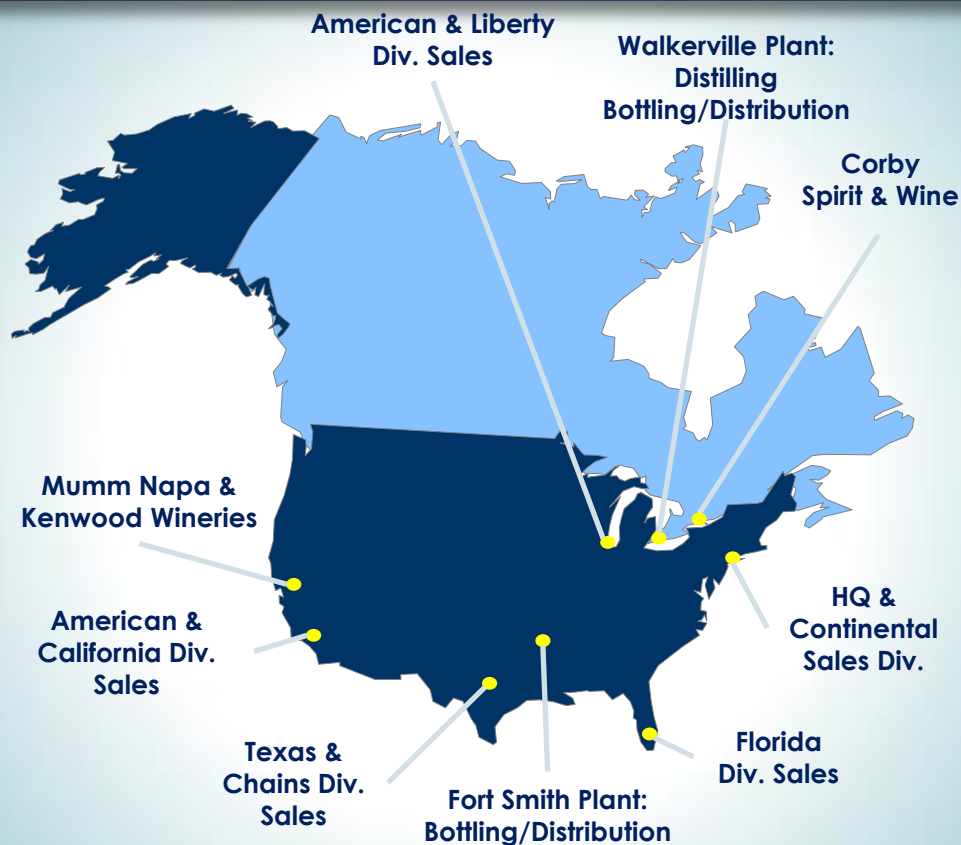 American & Liberty
Div. Sales
Walkerville Plant:
Distilling
Bottling/Distribution
Corby
Spirit & Wine
Mumm Napa &
Kenwood Wineries
American &
California Div.
Sales
HQ &
Continental
Sales Div.
Texas &
Chains Div.
Sales
Fort Smith Plant:
Bottling/Distribution
Florida
Div. Sales